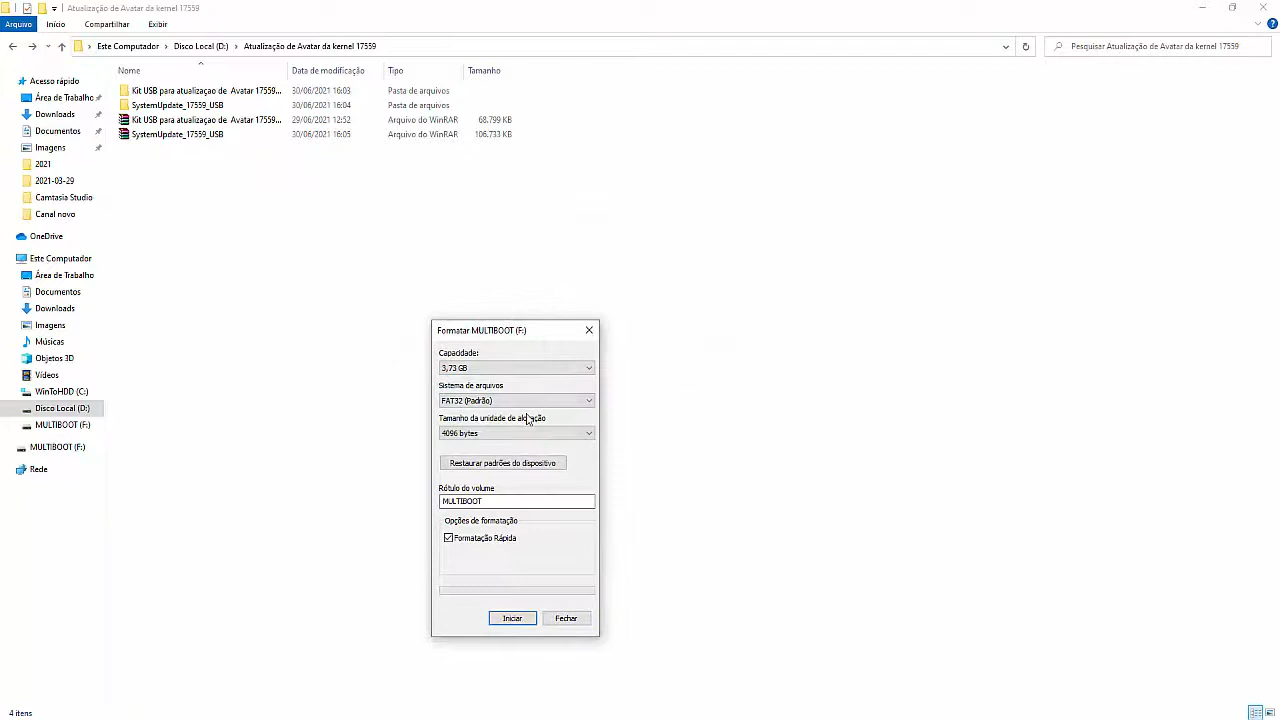 Atualização de Avatar da kernel 17559
Arquivo Início Compartilhar Exibir
Este Computador Disco Local (D:) Atualização de Avatar da kernel 17559
Pesquisar Atualização de Avatar da kernel 17559
Nome Data de modificação Tipo Tamanho
Kit USB para atualizaçao de Avatar 17559... 30/06/2021 16:03 Pasta de arquivos
SystemUpdate_17559_USB 30/06/2021 16:04 Pasta de arquivos
Kit USB para atualizaçao de Avatar 17559... 29/06/2021 12:52 Arquivo do WinRAR 68.799 KB
SystemUpdate_17559_USB 30/06/2021 16:05 Arquivo do WinRAR 106.733 KB
Acesso rápido
Área de Trabalho
Downloads
Documentos
Imagens
2021
2021-03-29
Camtasia Studio
Canal novo
OneDrive
Este Computador
Área de Trabalho
Documentos
Downloads
Imagens
Músicas
Objetos 3D
Vídeos
WinToHDD (C:)
Disco Local (D:)
MULTIBOOT (F:)
MULTIBOOT (F:)
Rede
Formatar MULTIBOOT (F:)
Capacidade:
3,73 GB
Sistema de arquivos
FAT32 (Padrão)
Tamanho da unidade de alocação
4096 bytes
Restaurar padrões do dispositivo
Rótulo do volume
MULTIBOOT
Opções de formatação
Formatação Rápida
Iniciar Fechar
4 itens